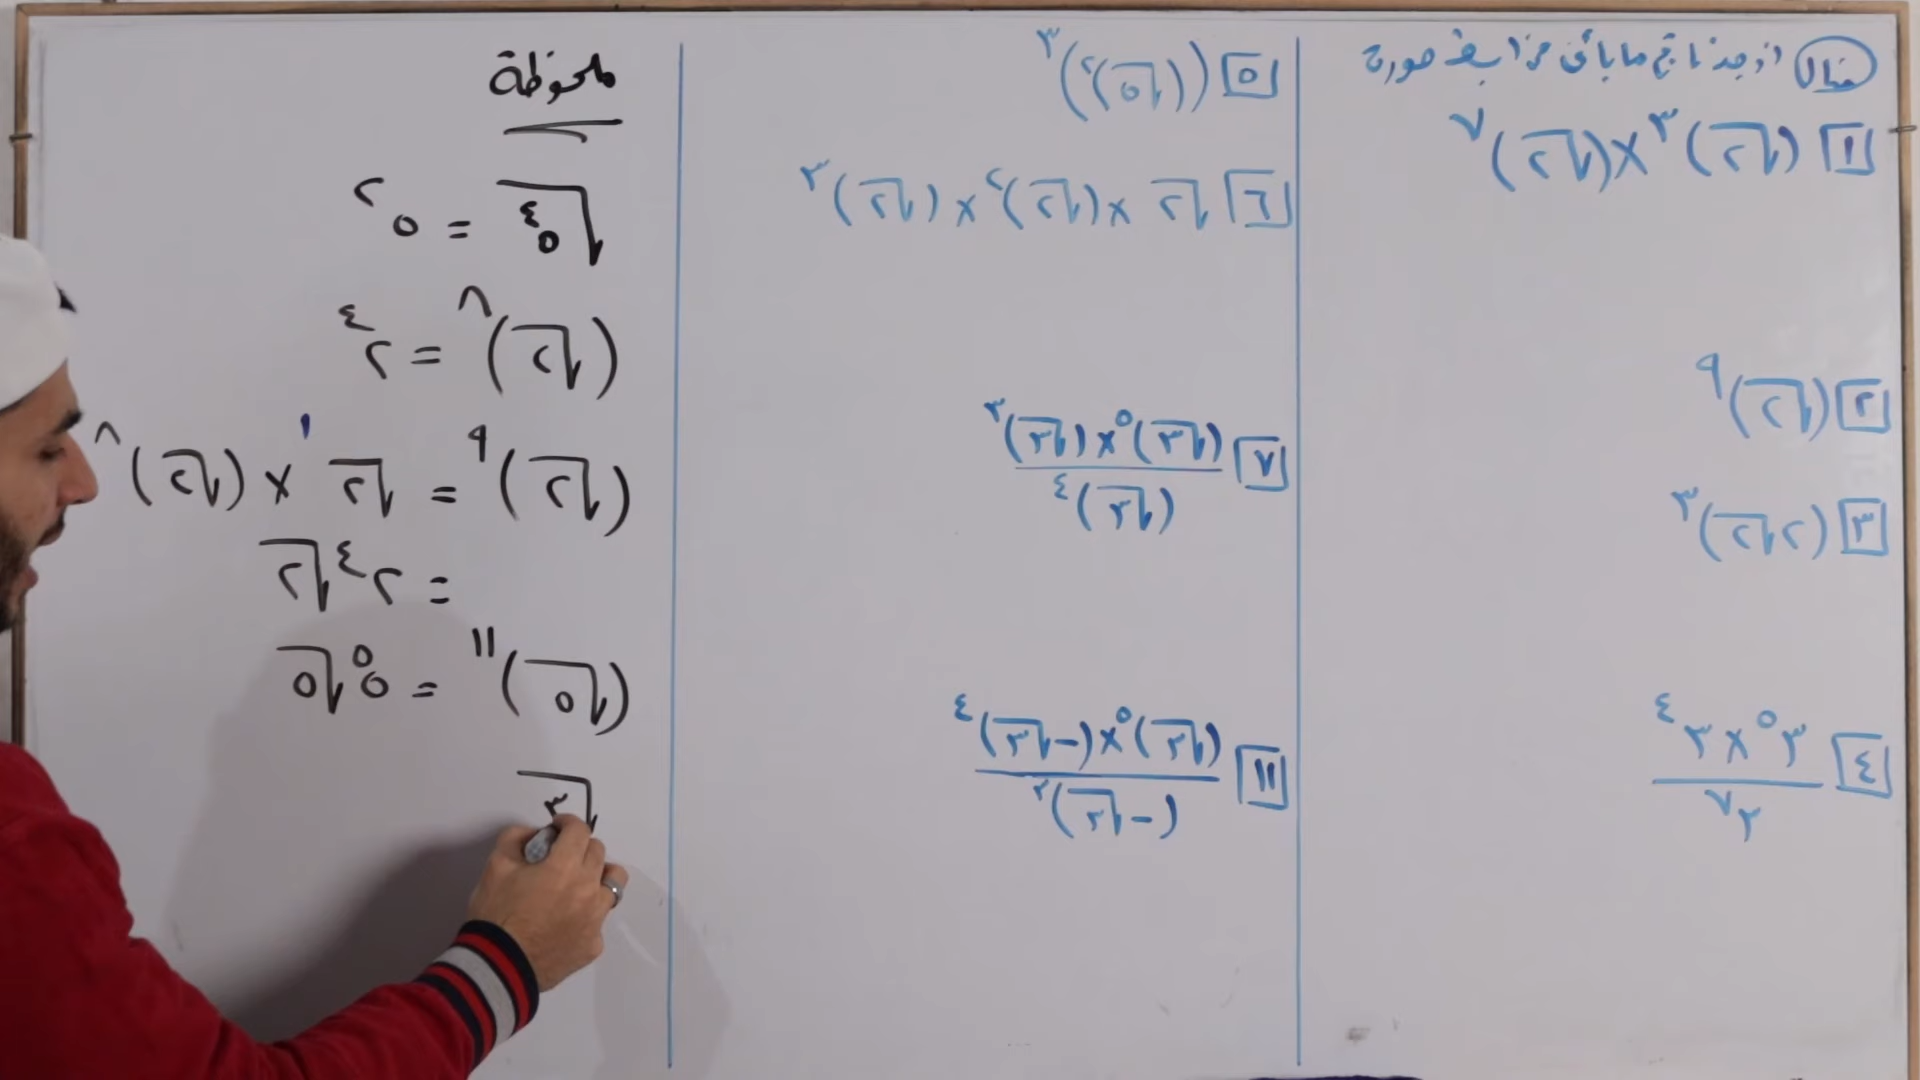 مثال أوجد ناتج ما يأتي في أبسط صورة
١ (√٢)^٣ × (√٢)^٧
٢ (√٢)^٩
٣ (٢√٢)^٣
٤ (٣^٥ × ٣^٤) / ٣^٧
٥ ((√٥)^٢)^٣
٦ √٢ × (√٢)^٢ × (√٢)^٣
٧ ((√٣)^٥ × (√٣)^٣) / (√٣)^٤
١١ ((√٣)^٥ × (-√٣)^٤) / (-√٣)^٢
ملحوظة
√٥^٤ = ٥^٢
(√٢)^٨ = ٢^٤
(√٢)^٩ = √٢^١ × (√٢)^٨
= ٢^٤√٢
(√٥)^١١ = ٥^٥√٥
√٣